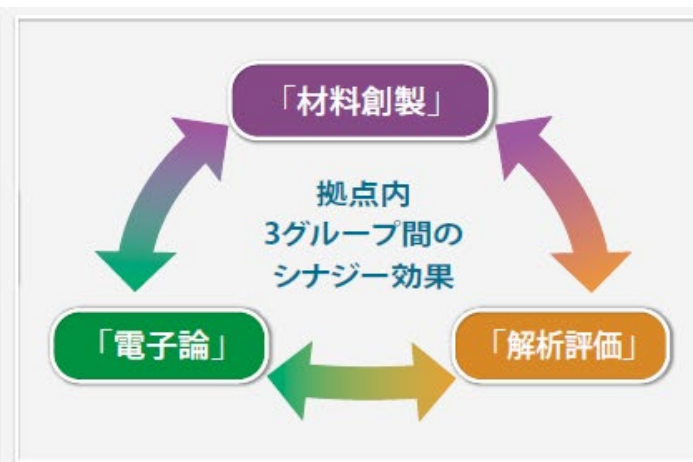 「材料創製」
拠点内
3グループ間の
シナジー効果
「電子論」
「解析評価」